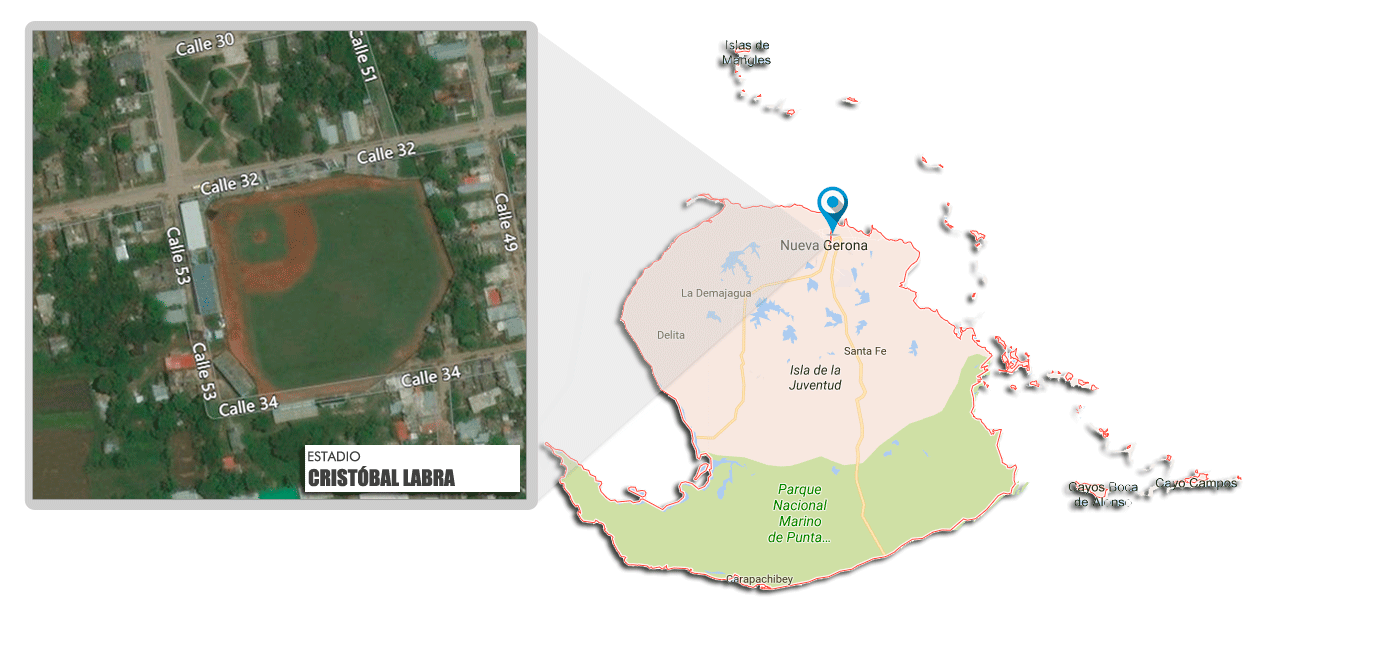 Calle 30
Calle 51
Calle 32
Calle 32
Calle 49
Calle 53
Calle 53
Calle 34
Calle 34
ESTADIO
CRISTÓBAL LABRA
Islas de
Mangles
Nueva Gerona
La Demajagua
Delita
Santa Fe
Isla de la
Juventud
Parque
Nacional
Marino
de Punta...
Carapachibey
Cayos Boca
de Alonso
Cayo Campos